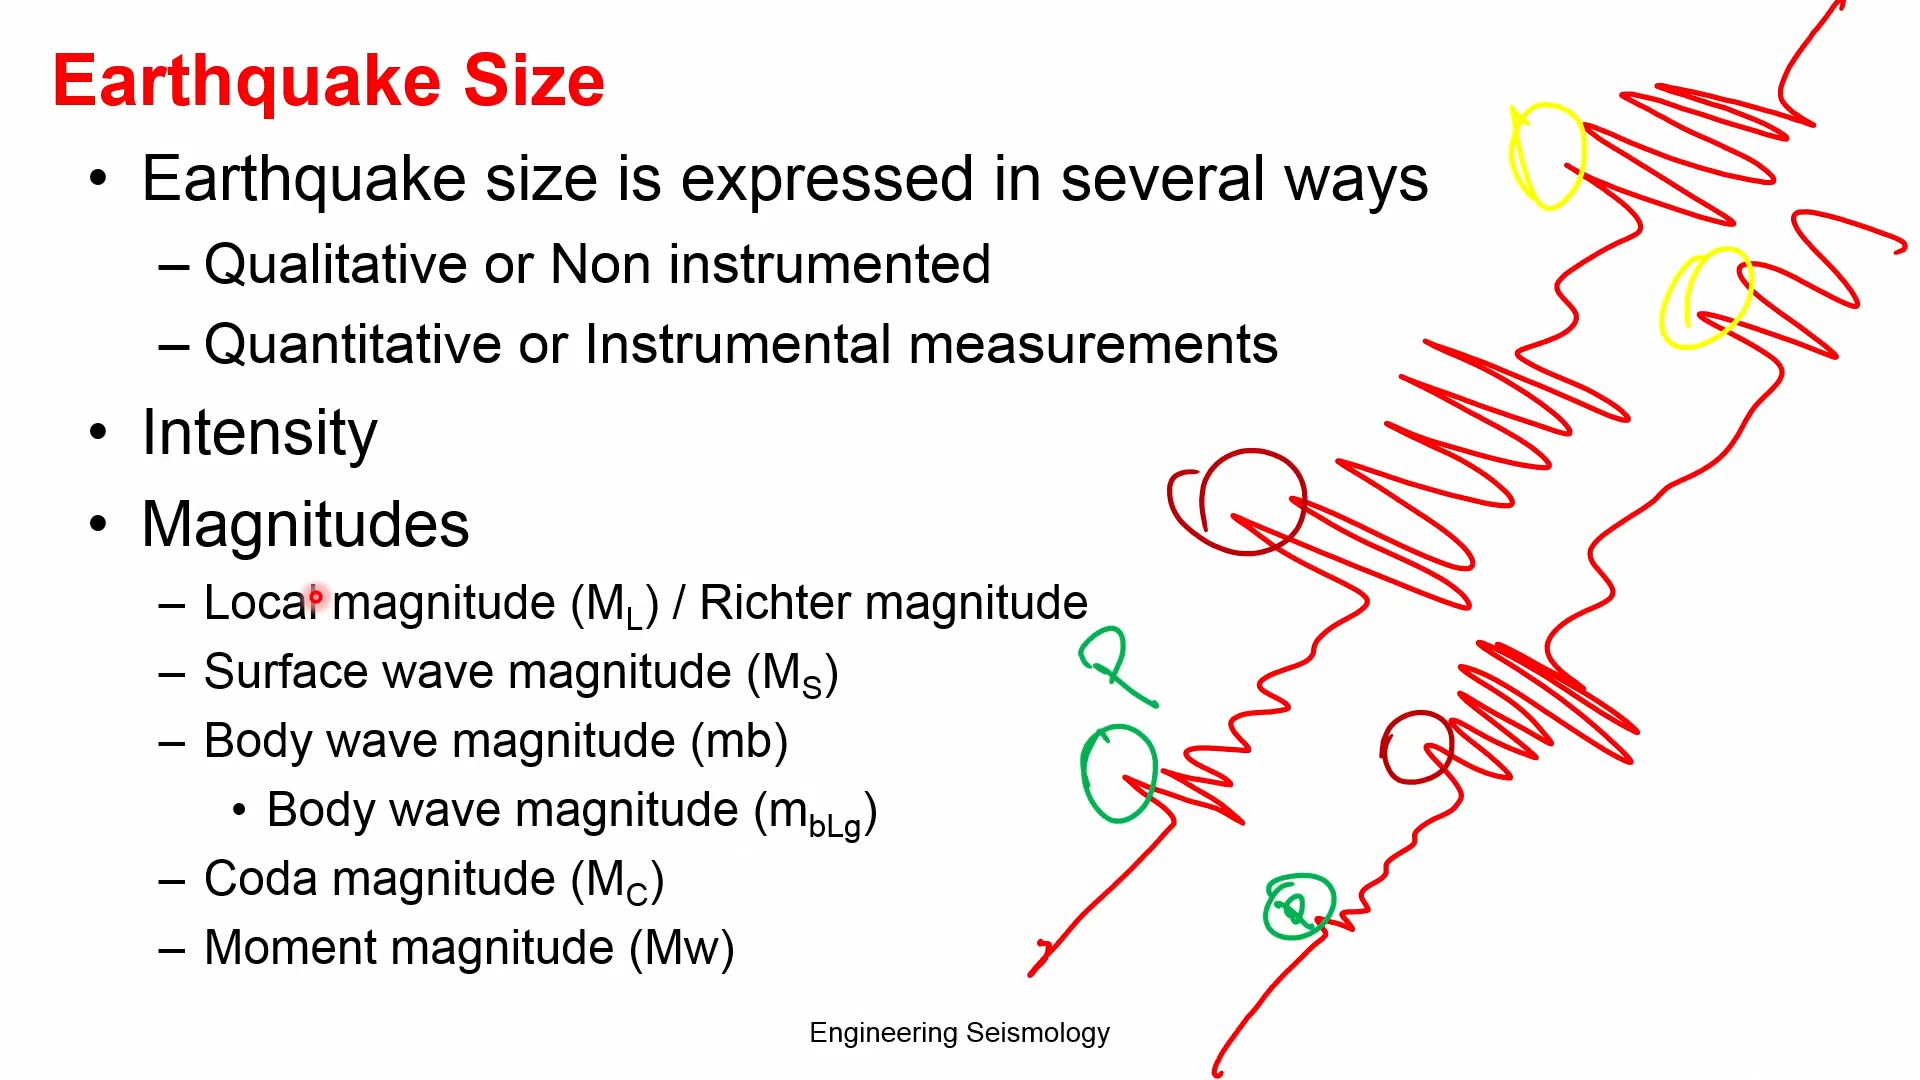 Earthquake Size
• Earthquake size is expressed in several ways
– Qualitative or Non instrumented
– Quantitative or Instrumental measurements
• Intensity
• Magnitudes
– Local magnitude (ML) / Richter magnitude
– Surface wave magnitude (MS)
– Body wave magnitude (mb)
• Body wave magnitude (mbLg)
– Coda magnitude (MC)
– Moment magnitude (Mw)
Engineering Seismology